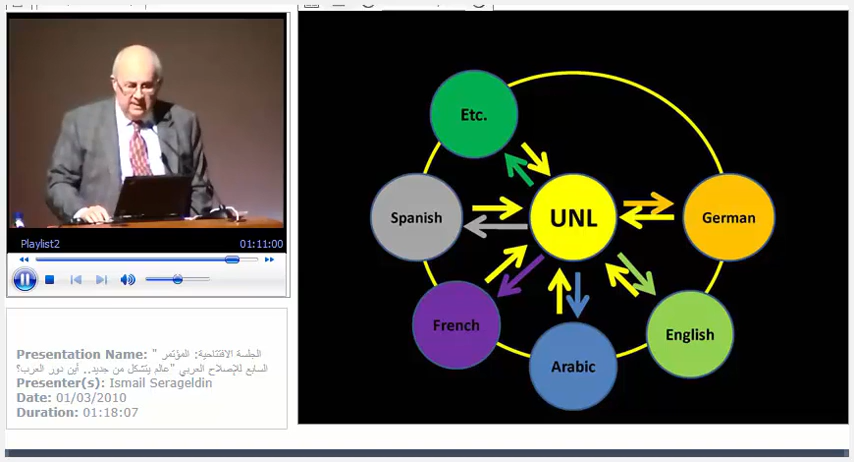 Playlist2
01:11:00
Presentation Name: " الجلسة الافتتاحية: المؤتمر
السابع للإصلاح العربي "عالم يتشكل من جديد.. أين دور العرب؟
Presenter(s): Ismail Serageldin
Date: 01/03/2010
Duration: 01:18:07
Etc.
Spanish
UNL
German
French
English
Arabic